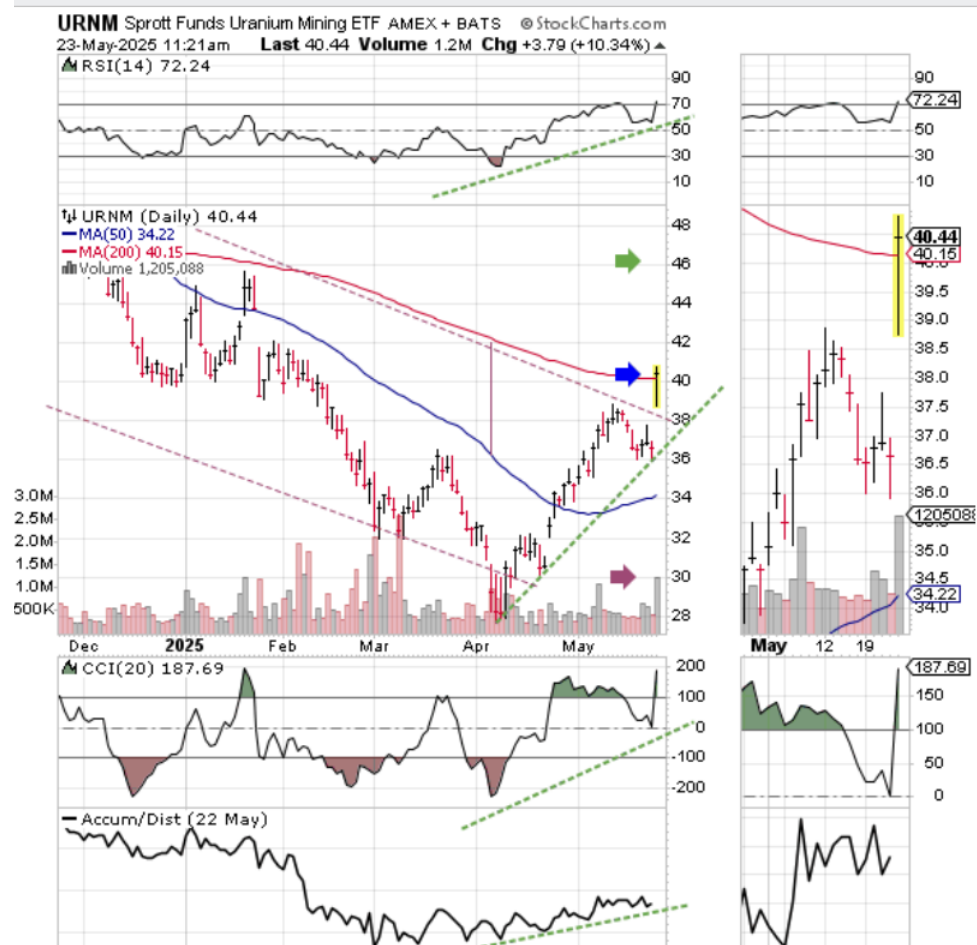 URNM Sprott Funds Uranium Mining ETF AMEX + BATS © StockCharts.com
23-May-2025 11:21am Last 40.44 Volume 1.2M Chg +3.79 (+10.34%)
RSI(14) 72.24
90
70
50
30
10
90
72.24
50
30
10
URNM (Daily) 40.44
MA(50) 34.22
MA(200) 40.15
Volume 1,205,088
48
46
44
42
40
38
36
34
32
30
28
3.0M
2.5M
2.0M
1.5M
1.0M
500K
40.44
40.15
39.5
39.0
38.5
38.0
37.5
37.0
36.5
36.0
35.0
34.5
34.22
34.0
Dec 2025 Feb Mar Apr May
May 12 19
CCI(20) 187.69
200
100
0
-100
-200
187.69
150
100
50
0
Accum/Dist (22 May)